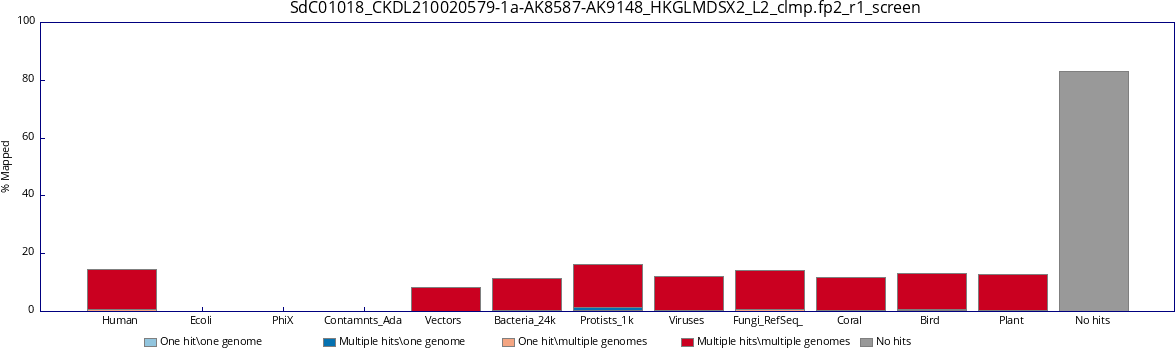 SdC01018_CKDL210020579-1a-AK8587-AK9148_HKGLMDSX2_L2_clmp.fp2_r1_screen
100
80
60
40
20
0
% Mapped
Human Ecoli PhiX Contamnts_Ada Vectors Bacteria_24k Protists_1k Viruses Fungi_RefSeq_ Coral Bird Plant No hits
One hit\one genome Multiple hits\one genome One hit\multiple genomes Multiple hits\multiple genomes No hits